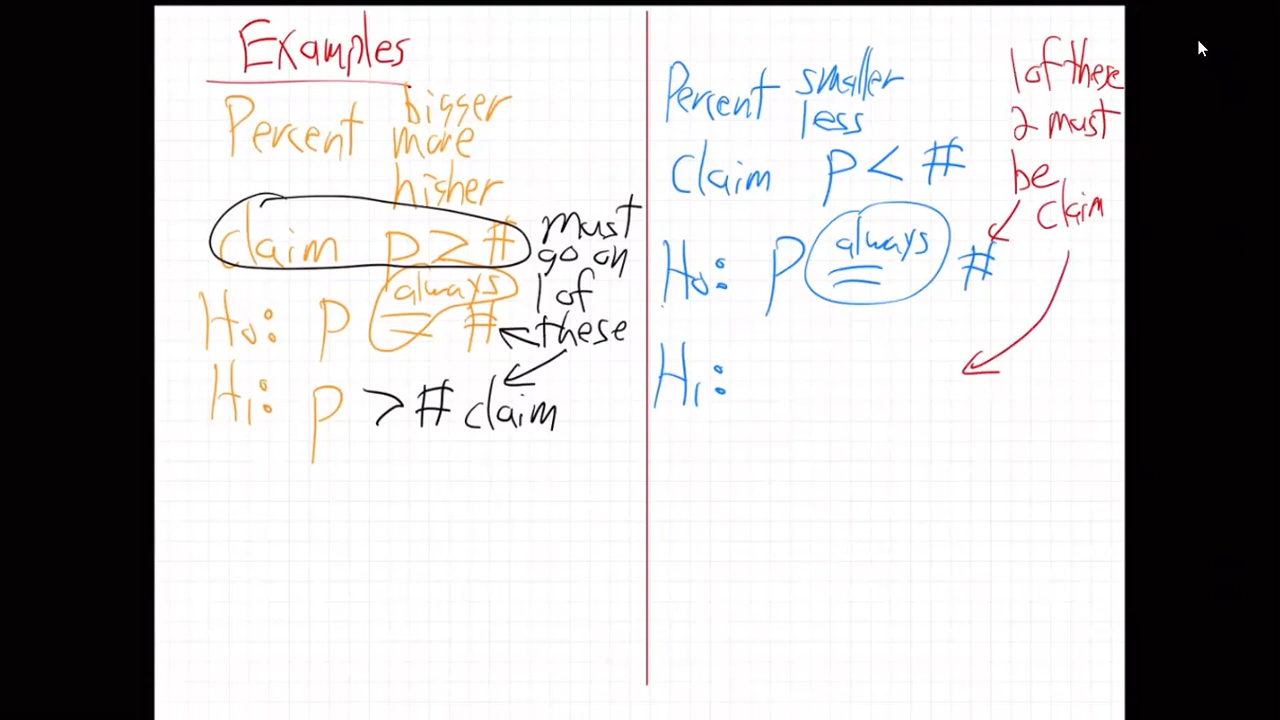 Examples
Percent bigger
more
higher
claim p > #
must
go on
1 of
these
H₀: p = #
always
H₁: p > # claim
Percent smaller
less
Claim p < #
H₀: p = #
always
H₁:
1 of these
2 must
be
claim